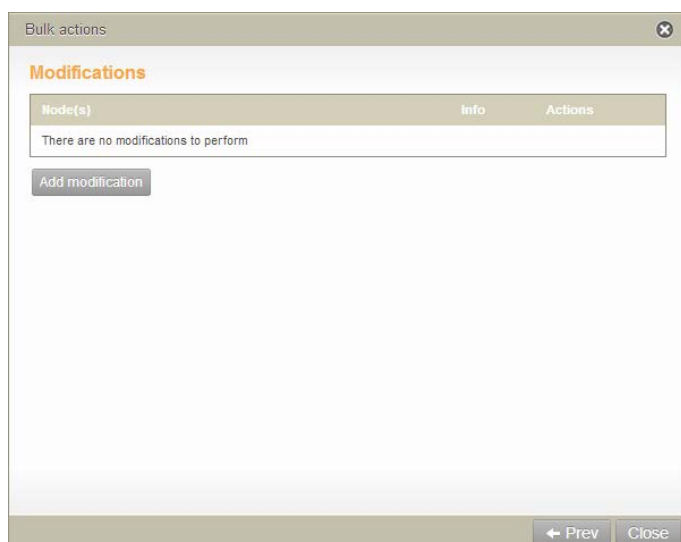 Bulk actions
Modifications
Node(s) Info Actions
There are no modifications to perform
Add modification
Prev Close